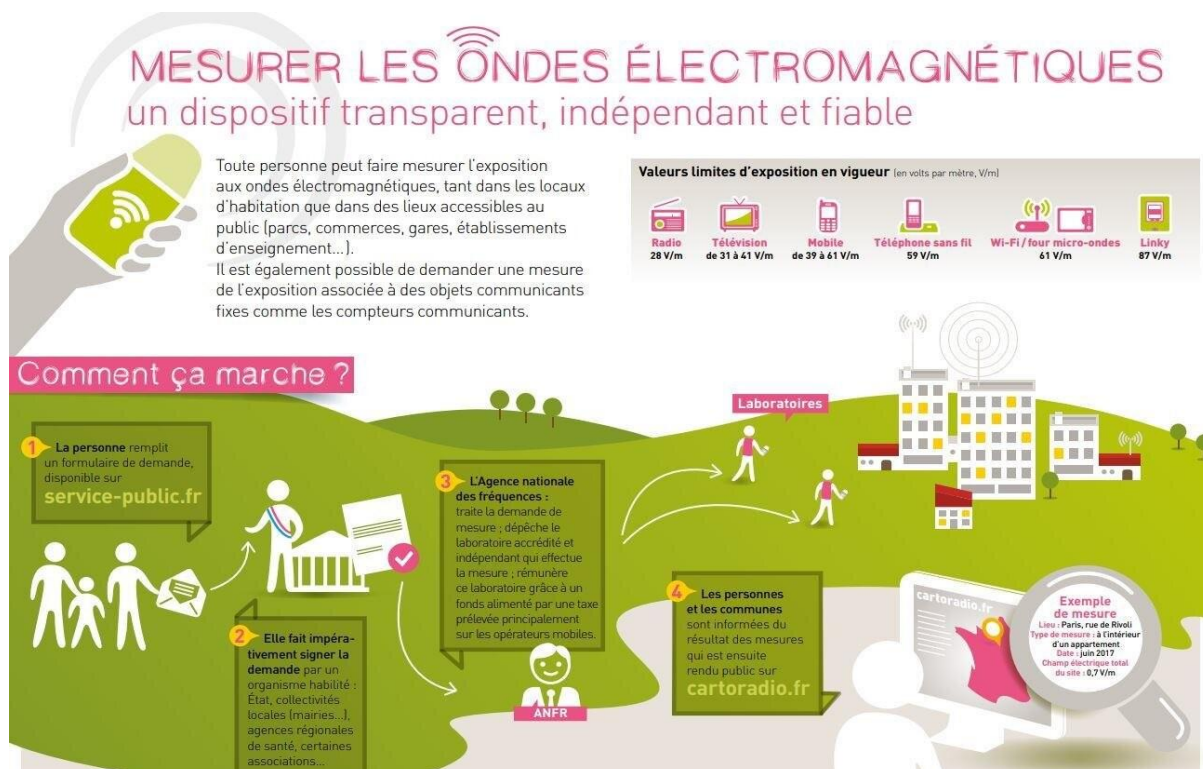 MESURER LES ONDES ÉLECTROMAGNÉTIQUES
un dispositif transparent, indépendant et fiable
Toute personne peut faire mesurer l'exposition
aux ondes électromagnétiques, tant dans les locaux
d'habitation que dans des lieux accessibles au
public (parcs, commerces, gares, établissements
d'enseignement...).
Il est également possible de demander une mesure
de l'exposition associée à des objets communicants
fixes comme les compteurs communicants.
Valeurs limites d'exposition en vigueur (en volts par mètre, V/m)
Radio
28 V/m
Télévision
de 31 à 41 V/m
Mobile
de 39 à 61 V/m
Téléphone sans fil
59 V/m
Wi-Fi / four micro-ondes
61 V/m
Linky
87 V/m
Comment ça marche ?
1 La personne remplit
un formulaire de demande,
disponible sur
service-public.fr
2 Elle fait impéra-
tivement signer la
demande par un
organisme habilité :
État, collectivités
locales (mairies...),
agences régionales
de santé, certaines
associations...
3 L'Agence nationale
des fréquences :
traite la demande de
mesure ; dépêche le
laboratoire accrédité et
indépendant qui effectue
la mesure ; rémunère
ce laboratoire grâce à un
fonds alimenté par une taxe
prélevée principalement
sur les opérateurs mobiles.
ANFR
Laboratoires
4 Les personnes
et les communes
sont informées du
résultat des mesures
qui est ensuite
rendu public sur
cartoradio.fr
cartoradio.fr
Exemple
de mesure
Lieu : Paris, rue de Rivoli
Type de mesure : à l'intérieur
d'un appartement
Date : juin 2017
Champ électrique total
du site : 0,7 V/m